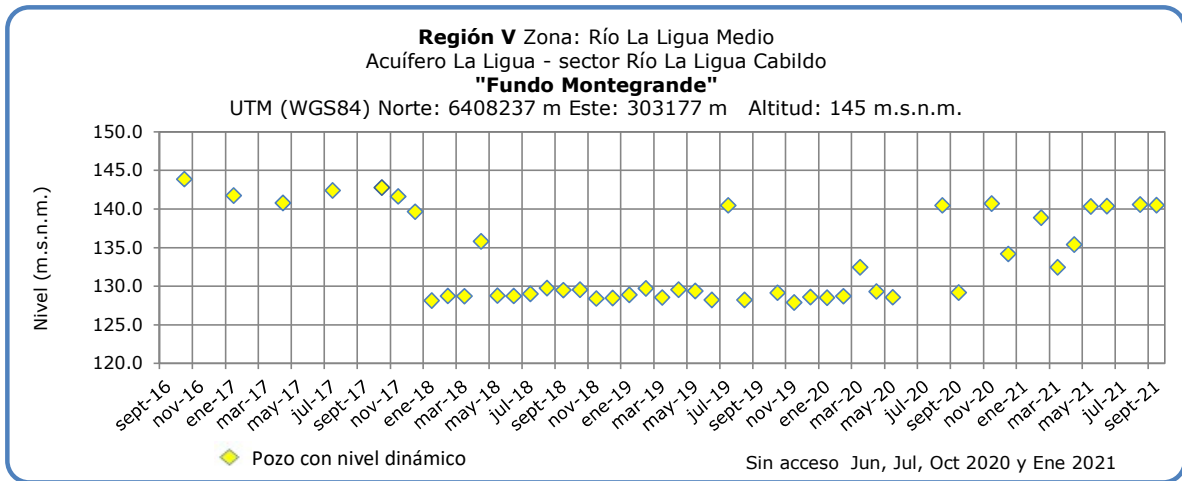 Región V Zona: Río La Ligua Medio
Acuífero La Ligua - sector Río La Ligua Cabildo
"Fundo Montegrande"
UTM (WGS84) Norte: 6408237 m Este: 303177 m Altitud: 145 m.s.n.m.
Nivel (m.s.n.m.)
150.0
145.0
140.0
135.0
130.0
125.0
120.0
sept-16
nov-16
ene-17
mar-17
may-17
jul-17
sept-17
nov-17
ene-18
mar-18
may-18
jul-18
sept-18
nov-18
ene-19
mar-19
may-19
jul-19
sept-19
nov-19
ene-20
mar-20
may-20
jul-20
sept-20
nov-20
ene-21
mar-21
may-21
jul-21
sept-21
Pozo con nivel dinámico
Sin acceso Jun, Jul, Oct 2020 y Ene 2021